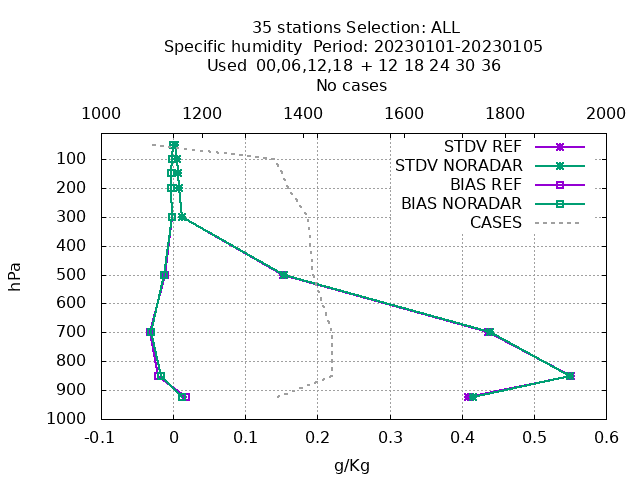 35 stations Selection: ALL
Specific humidity  Period: 20230101-20230105
Used  00,06,12,18  + 12 18 24 30 36
No cases
1000 1200 1400 1600 1800 2000
STDV REF
STDV NORADAR
BIAS REF
BIAS NORADAR
CASES
hPa
100
200
300
400
500
600
700
800
900
1000
-0.1 0 0.1 0.2 0.3 0.4 0.5 0.6
g/Kg